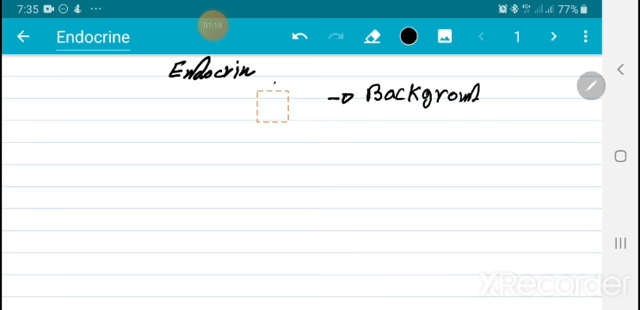 7:35 77%
01:19
Endocrine 1
Endocrin
→ Background
XRecorder